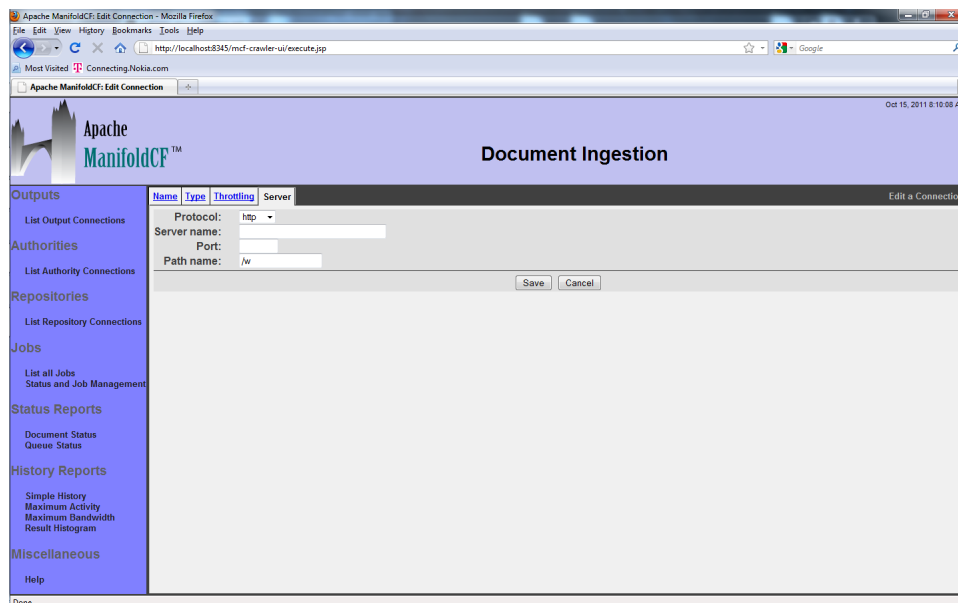 Apache ManifoldCF: Edit Connection - Mozilla Firefox
File Edit View History Bookmarks Tools Help
http://localhost:8345/mcf-crawler-ui/execute.jsp
Google
Most Visited Connecting.Nokia.com
Apache ManifoldCF: Edit Connection
Oct 15, 2011 8:10:08 A
Apache
ManifoldCF™
Document Ingestion
Outputs
Name Type Throttling Server
Edit a Connectio
List Output Connections
Protocol: http
Server name:
Authorities
Port:
Path name: /w
List Authority Connections
Save Cancel
Repositories
List Repository Connections
Jobs
List all Jobs
Status and Job Management
Status Reports
Document Status
Queue Status
History Reports
Simple History
Maximum Activity
Maximum Bandwidth
Result Histogram
Miscellaneous
Help
Done